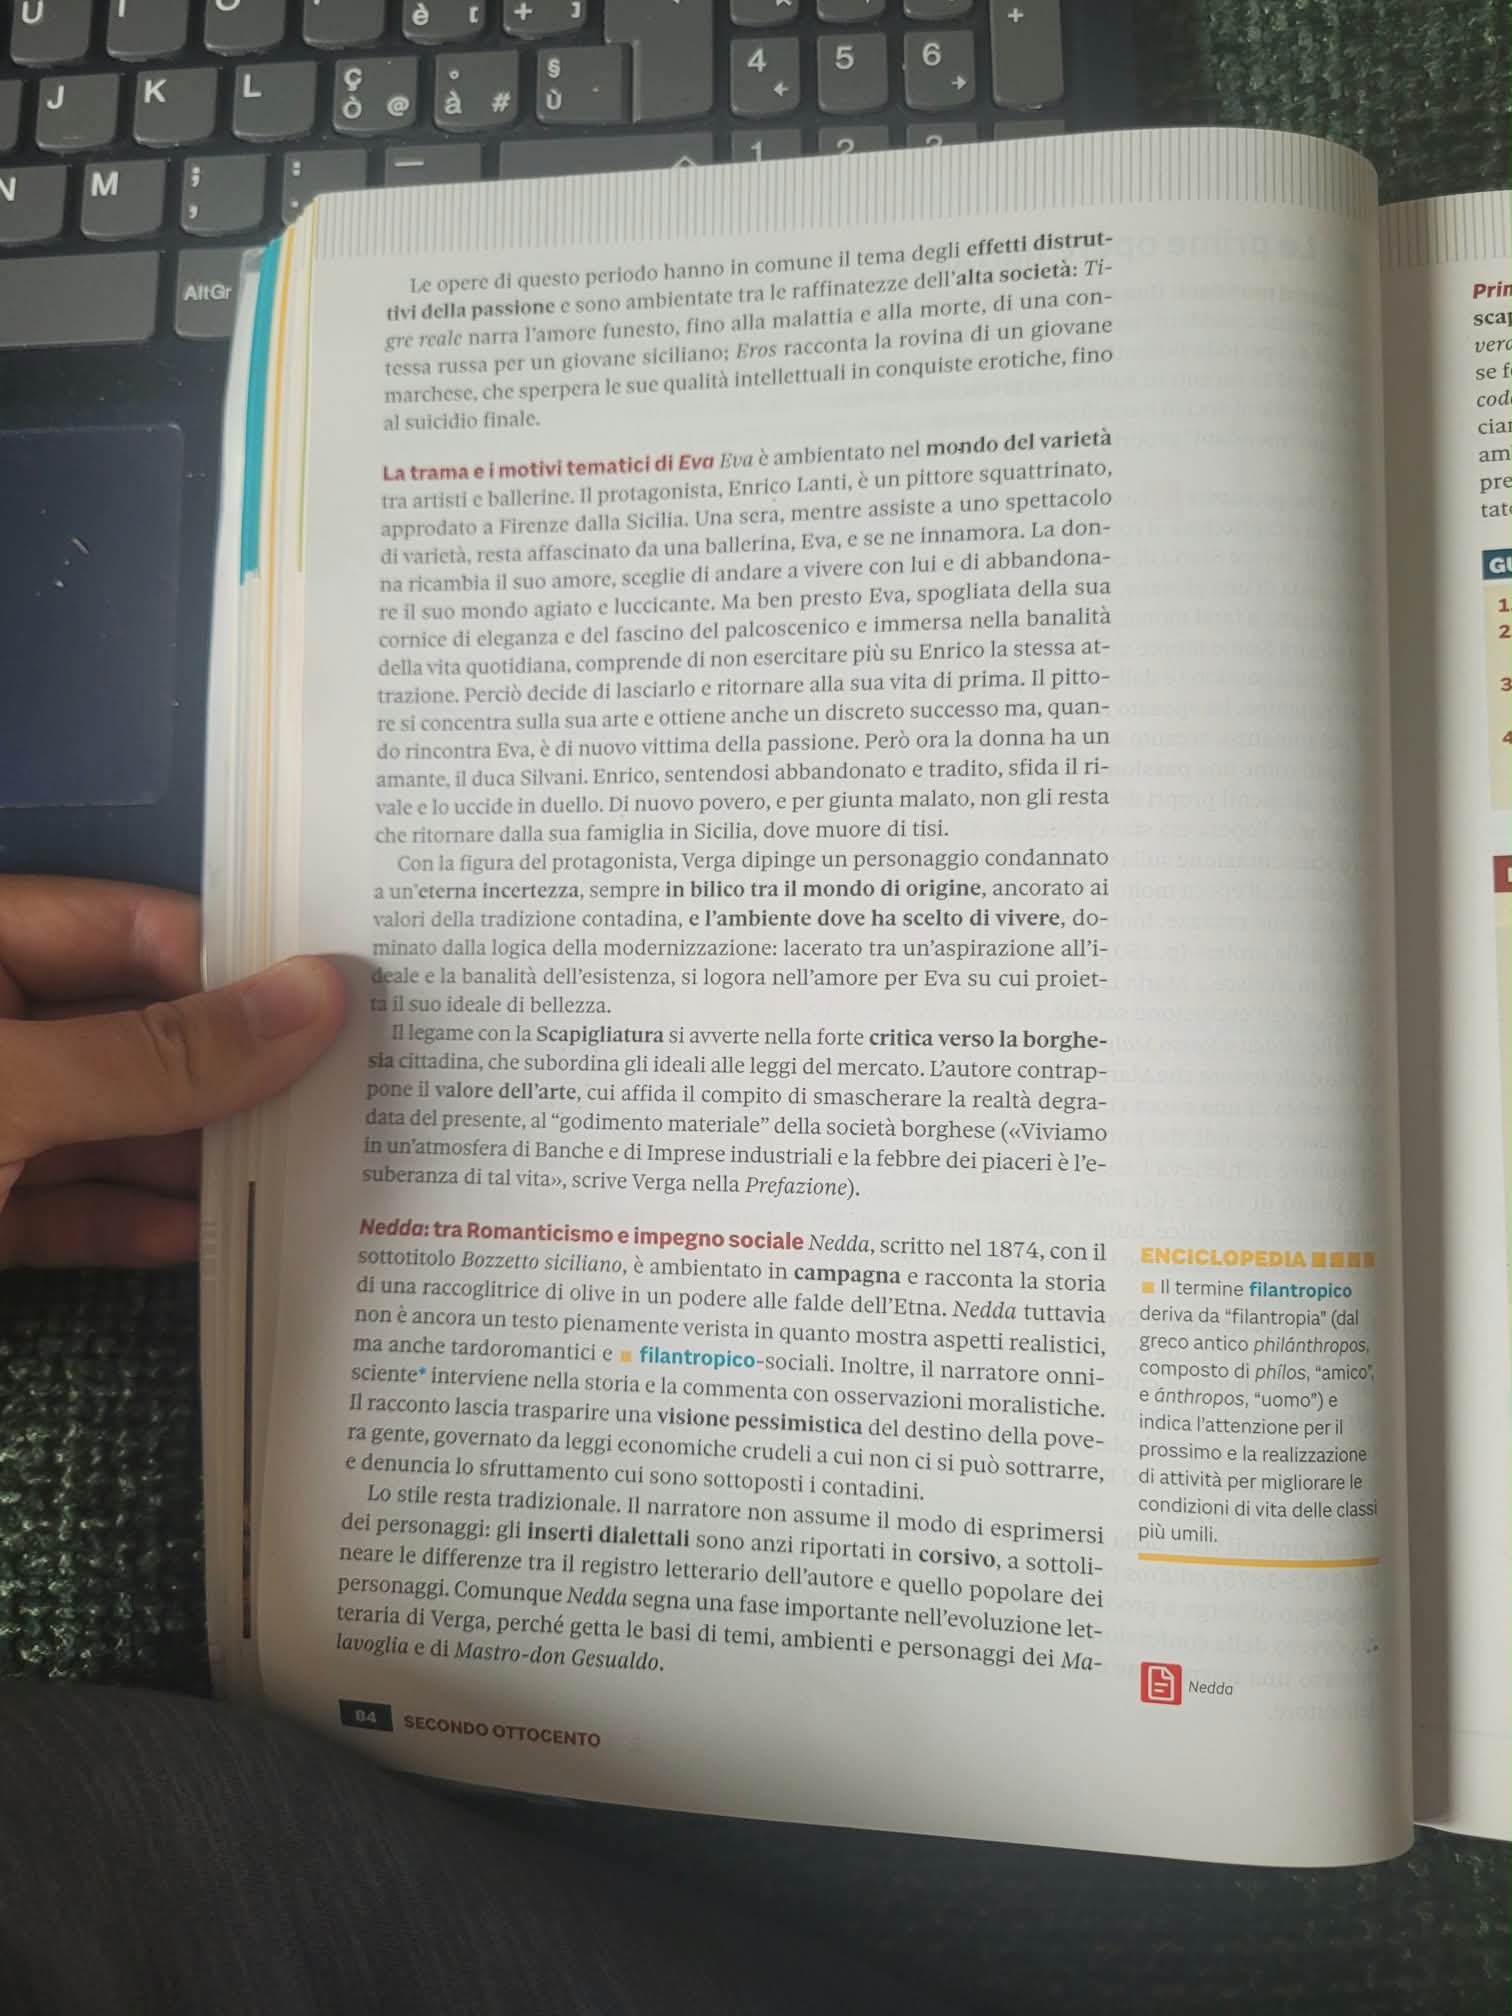 U
è [
+ ]
+
J
K
L
ç
ò @
°
à #
§
ù
4
5
6
N
M
;
,
:
.
1
2
AltGr
Le opere di questo periodo hanno in comune il tema degli effetti distrut-
tivi della passione e sono ambientate tra le raffinatezze dell'alta società: Ti-
gre reale narra l'amore funesto, fino alla malattia e alla morte, di una con-
tessa russa per un giovane siciliano; Eros racconta la rovina di un giovane
marchese, che sperpera le sue qualità intellettuali in conquiste erotiche, fino
al suicidio finale.
La trama e i motivi tematici di Eva Eva è ambientato nel mondo del varietà
tra artisti e ballerine. Il protagonista, Enrico Lanti, è un pittore squattrinato,
approdato a Firenze dalla Sicilia. Una sera, mentre assiste a uno spettacolo
di varietà, resta affascinato da una ballerina, Eva, e se ne innamora. La don-
na ricambia il suo amore, sceglie di andare a vivere con lui e di abbandona-
re il suo mondo agiato e luccicante. Ma ben presto Eva, spogliata della sua
cornice di eleganza e del fascino del palcoscenico e immersa nella banalità
della vita quotidiana, comprende di non esercitare più su Enrico la stessa at-
trazione. Perciò decide di lasciarlo e ritornare alla sua vita di prima. Il pitto-
re si concentra sulla sua arte e ottiene anche un discreto successo ma, quan-
do rincontra Eva, è di nuovo vittima della passione. Però ora la donna ha un
amante, il duca Silvani. Enrico, sentendosi abbandonato e tradito, sfida il ri-
vale e lo uccide in duello. Di nuovo povero, e per giunta malato, non gli resta
che ritornare dalla sua famiglia in Sicilia, dove muore di tisi.
Con la figura del protagonista, Verga dipinge un personaggio condannato
a un'eterna incertezza, sempre in bilico tra il mondo di origine, ancorato ai
valori della tradizione contadina, e l'ambiente dove ha scelto di vivere, do-
minato dalla logica della modernizzazione: lacerato tra un'aspirazione all'i-
deale e la banalità dell'esistenza, si logora nell'amore per Eva su cui proiet-
ta il suo ideale di bellezza.
Il legame con la Scapigliatura si avverte nella forte critica verso la borghe-
sia cittadina, che subordina gli ideali alle leggi del mercato. L'autore contrap-
pone il valore dell'arte, cui affida il compito di smascherare la realtà degra-
data del presente, al “godimento materiale” della società borghese («Viviamo
in un'atmosfera di Banche e di Imprese industriali e la febbre dei piaceri è l'e-
suberanza di tal vita», scrive Verga nella Prefazione).
Nedda: tra Romanticismo e impegno sociale Nedda, scritto nel 1874, con il
sottotitolo Bozzetto siciliano, è ambientato in campagna e racconta la storia
di una raccoglitrice di olive in un podere alle falde dell'Etna. Nedda tuttavia
non è ancora un testo pienamente verista in quanto mostra aspetti realistici,
ma anche tardoromantici e filantropico-sociali. Inoltre, il narratore onni-
sciente* interviene nella storia e la commenta con osservazioni moralistiche.
Il racconto lascia trasparire una visione pessimistica del destino della pove-
ra gente, governato da leggi economiche crudeli a cui non ci si può sottrarre,
e denuncia lo sfruttamento cui sono sottoposti i contadini.
Lo stile resta tradizionale. Il narratore non assume il modo di esprimersi
dei personaggi: gli inserti dialettali sono anzi riportati in corsivo, a sottoli-
neare le differenze tra il registro letterario dell'autore e quello popolare dei
personaggi. Comunque Nedda segna una fase importante nell'evoluzione let-
teraria di Verga, perché getta le basi di temi, ambienti e personaggi dei Ma-
lavoglia e di Mastro-don Gesualdo.
ENCICLOPEDIA
Il termine filantropico
deriva da “filantropia” (dal
greco antico philánthropos,
composto di phílos, “amico”,
e ánthropos, “uomo”) e
indica l'attenzione per il
prossimo e la realizzazione
di attività per migliorare le
condizioni di vita delle classi
più umili.
Nedda
84 SECONDO OTTOCENTO
1.
2
3
4